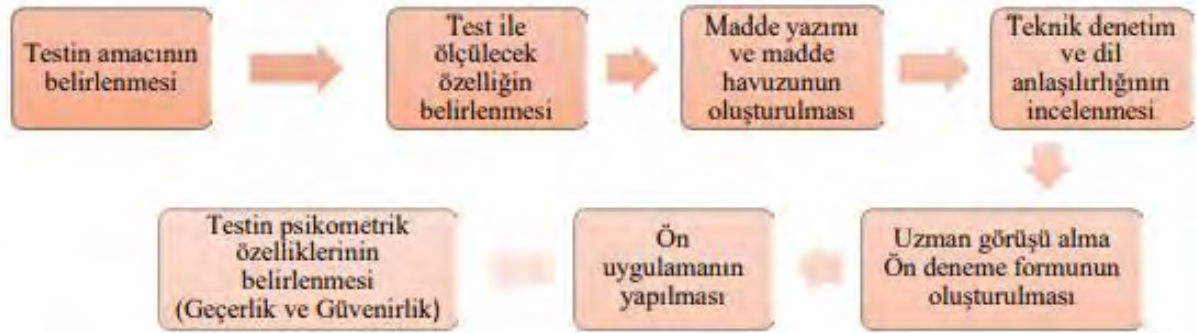 Testin amacının
belirlenmesi
Test ile
ölçülecek
özelliğin
belirlenmesi
Madde yazımı
ve madde
havuzunun
oluşturulması
Teknik denetim
ve dil
anlaşılırlığının
incelenmesi
Uzman görüşü alma
Ön deneme formunun
oluşturulması
Ön
uygulamanın
yapılması
Testin psikometrik
özelliklerinin
belirlenmesi
(Geçerlik ve Güvenirlik)